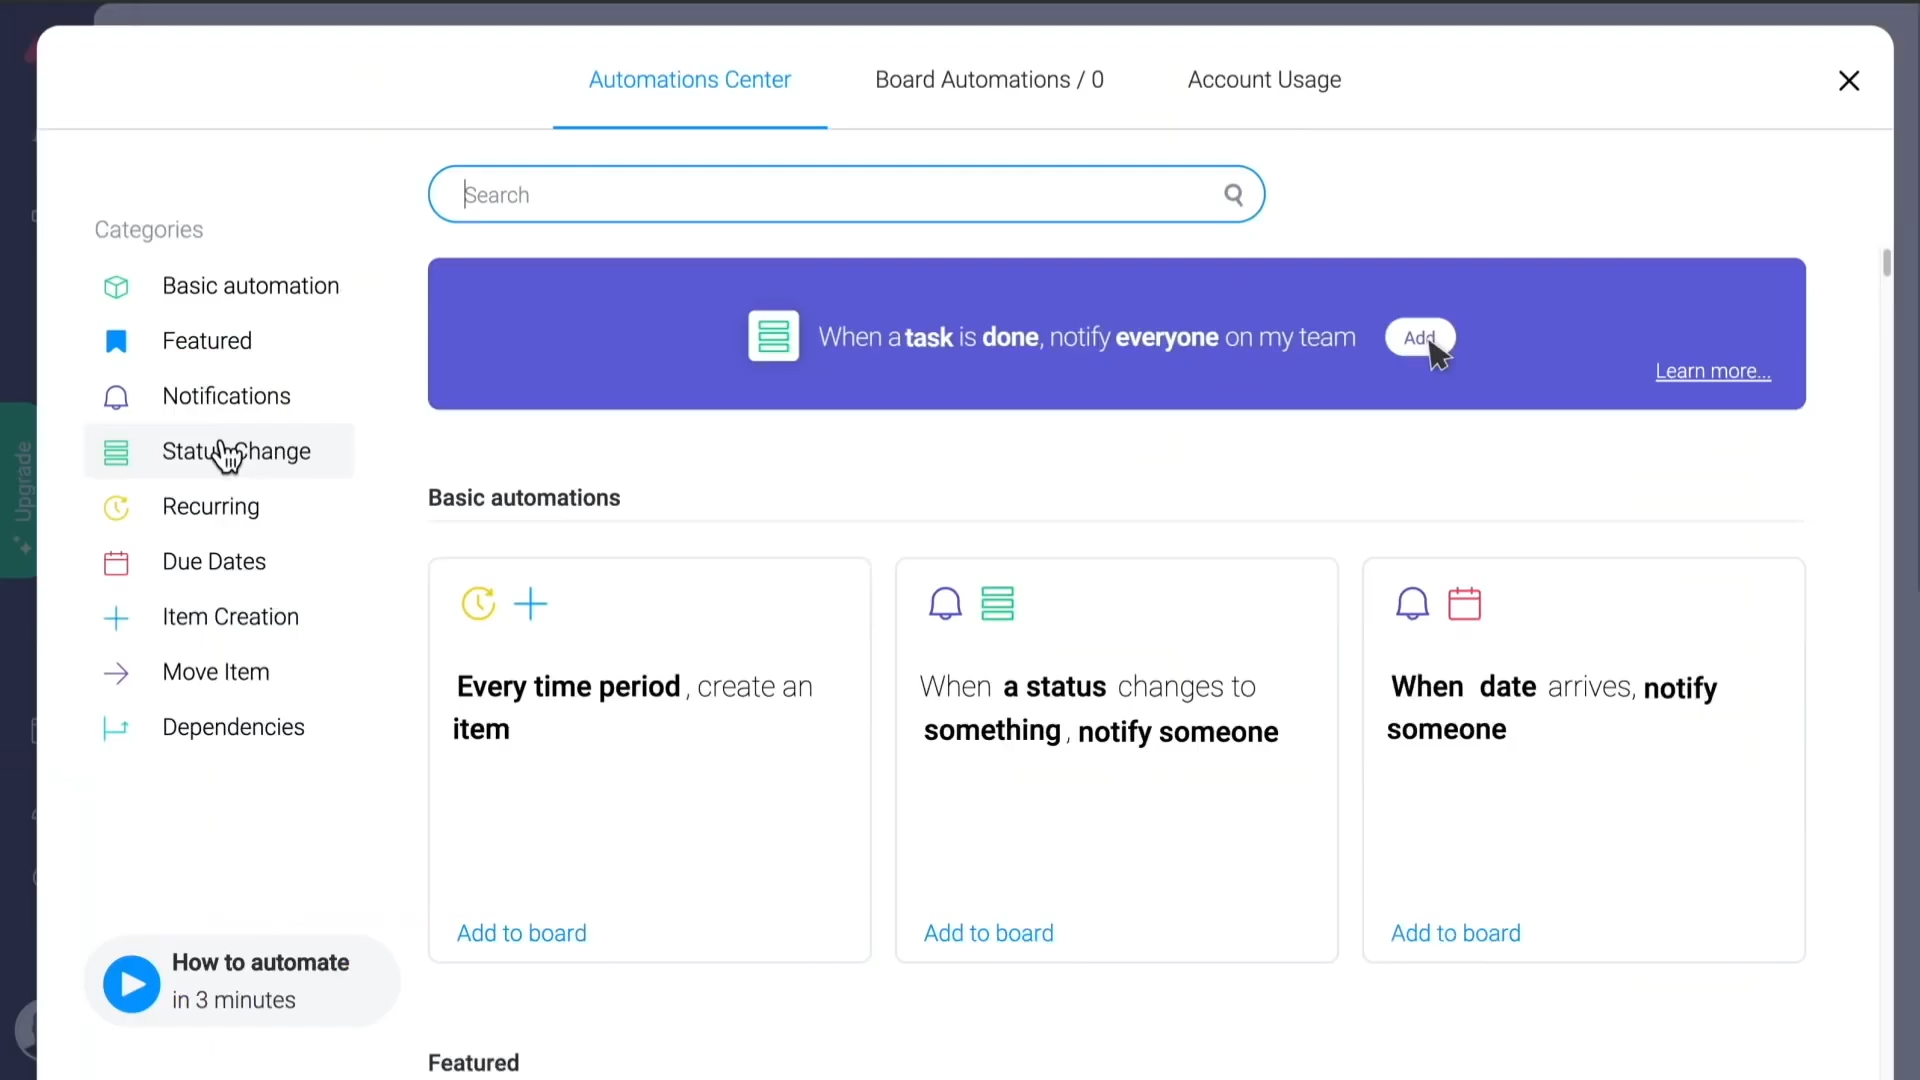 Automations Center
Board Automations / 0
Account Usage
Search
Categories
Basic automation
Featured
Notifications
Status Change
Recurring
Due Dates
Item Creation
Move Item
Dependencies
How to automate
in 3 minutes
Upgrade
When a task is done, notify everyone on my team
Add
Learn more...
Basic automations
Every time period, create an
item
Add to board
When a status changes to
something, notify someone
Add to board
When date arrives, notify
someone
Add to board
Featured